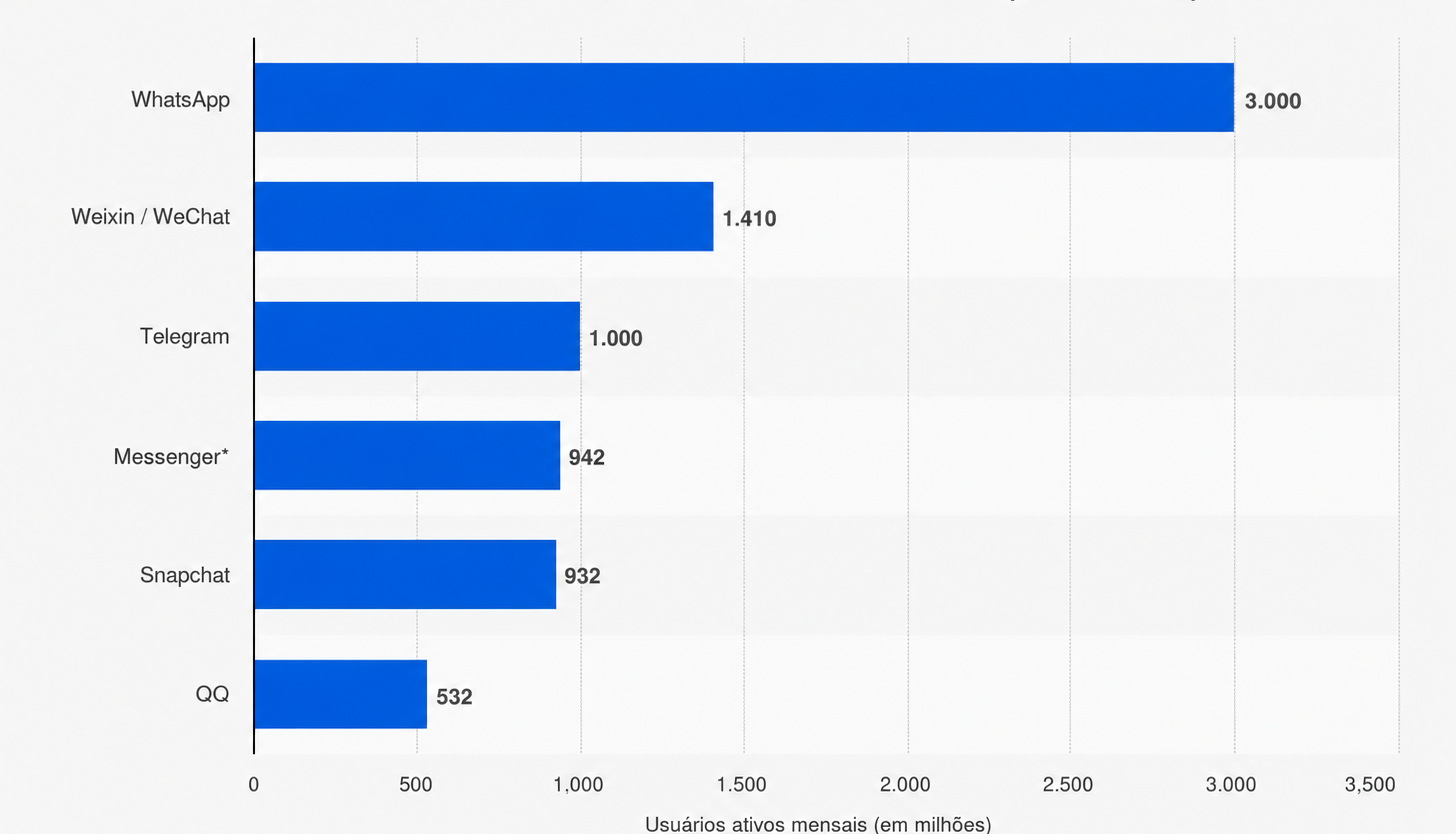 WhatsApp 3.000
Weixin / WeChat 1.410
Telegram 1.000
Messenger* 942
Snapchat 932
QQ 532
0 500 1,000 1.500 2.000 2.500 3.000 3,500
Usuários ativos mensais (em milhões)